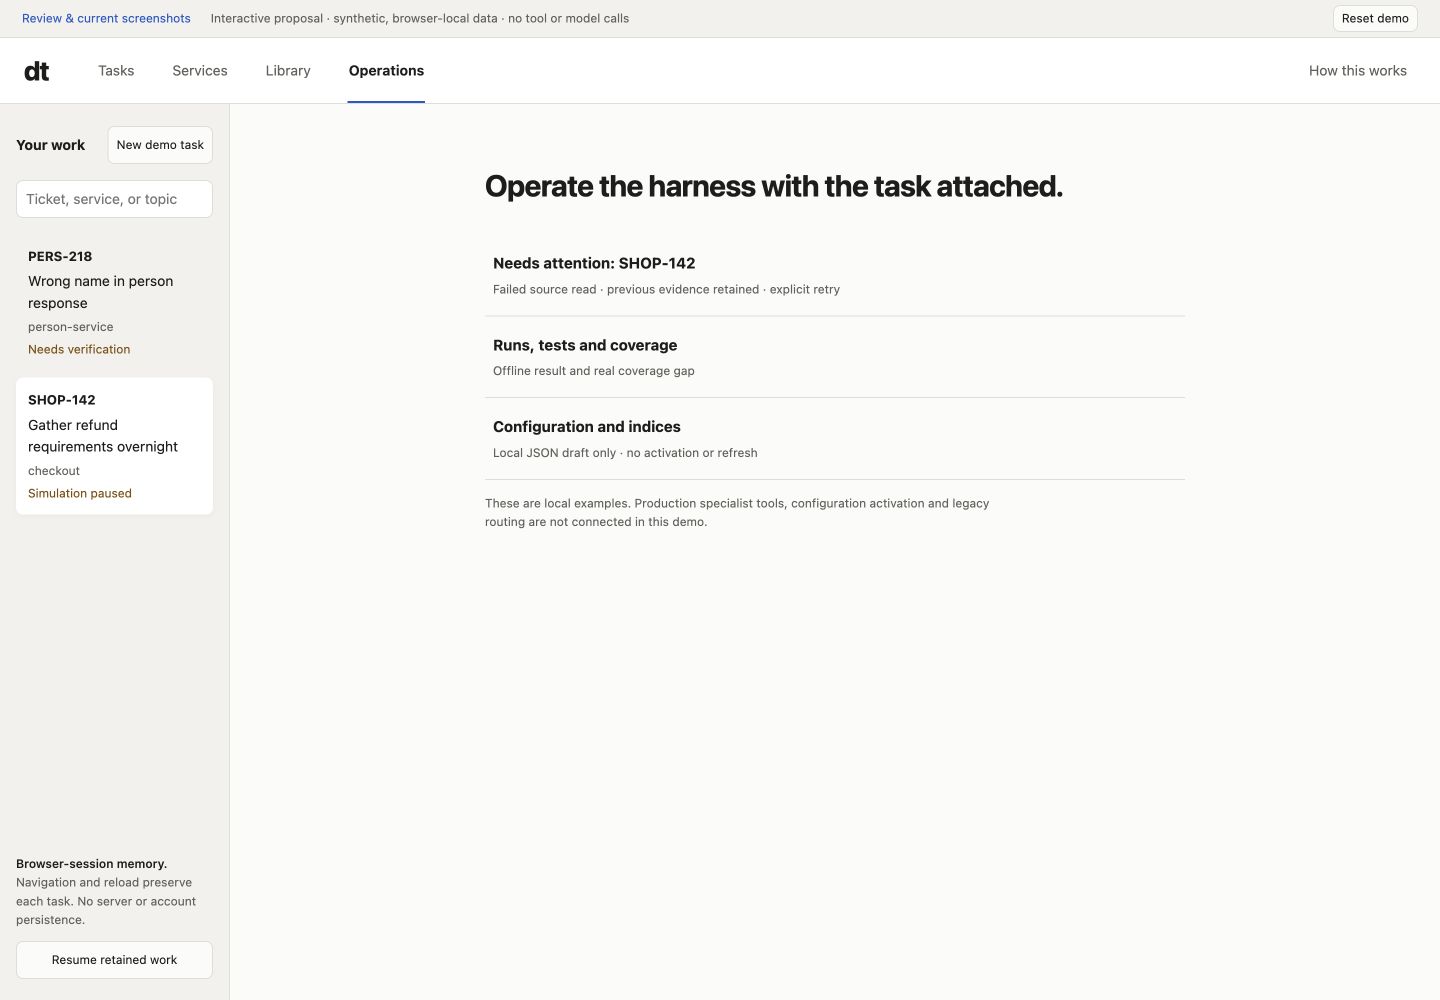 Review & current screenshots
Interactive proposal · synthetic, browser-local data · no tool or model calls
Reset demo
dt
Tasks
Services
Library
Operations
How this works
Your work
New demo task
Ticket, service, or topic
PERS-218
Wrong name in person
response
person-service
Needs verification
SHOP-142
Gather refund
requirements overnight
checkout
Simulation paused
Browser-session memory.
Navigation and reload preserve
each task. No server or account
persistence.
Resume retained work
Operate the harness with the task attached.
Needs attention: SHOP-142
Failed source read · previous evidence retained · explicit retry
Runs, tests and coverage
Offline result and real coverage gap
Configuration and indices
Local JSON draft only · no activation or refresh
These are local examples. Production specialist tools, configuration activation and legacy
routing are not connected in this demo.